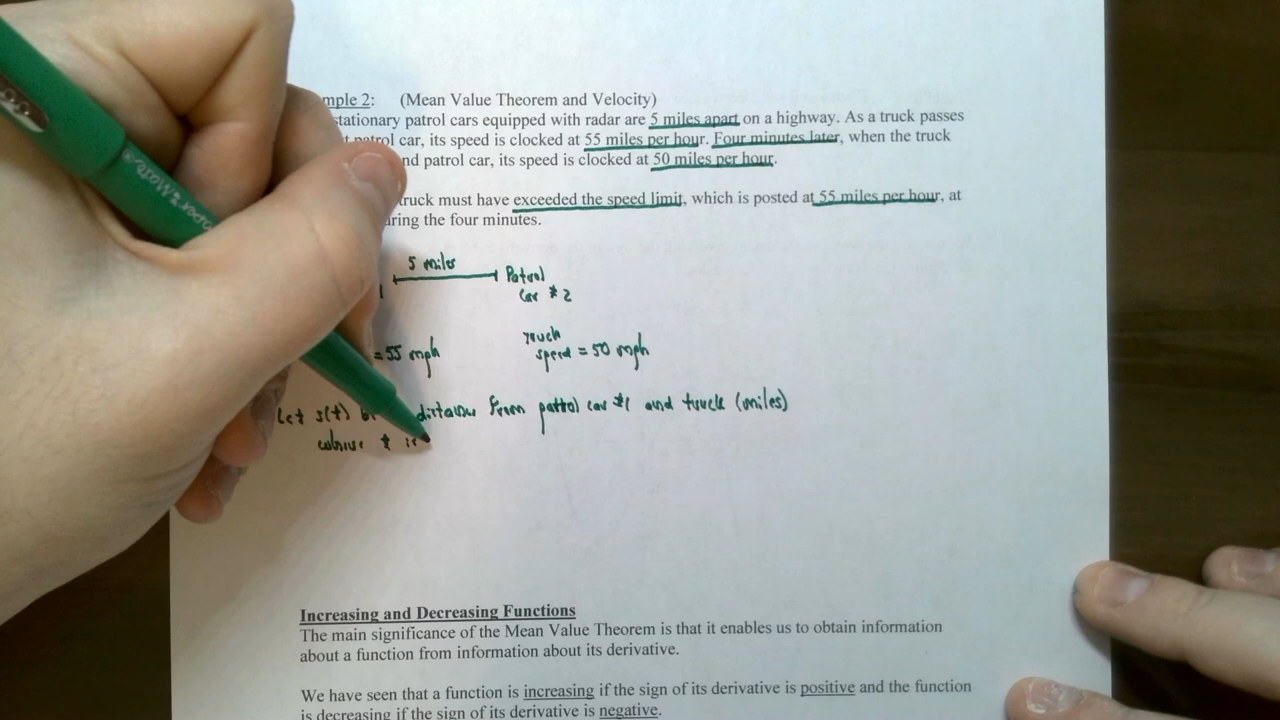 mple 2: (Mean Value Theorem and Velocity)
stationary patrol cars equipped with radar are 5 miles apart on a highway. As a truck passes
patrol car, its speed is clocked at 55 miles per hour. Four minutes later, when the truck
nd patrol car, its speed is clocked at 50 miles per hour.
truck must have exceeded the speed limit, which is posted at 55 miles per hour, at
uring the four minutes.
5 miles
Patrol
car #2
1
= 55 mph
truck
speed = 50 mph
Let s(t) distance from patrol car #1 and truck (miles)
where t is
Increasing and Decreasing Functions
The main significance of the Mean Value Theorem is that it enables us to obtain information
about a function from information about its derivative.
We have seen that a function is increasing if the sign of its derivative is positive and the function
is decreasing if the sign of its derivative is negative.